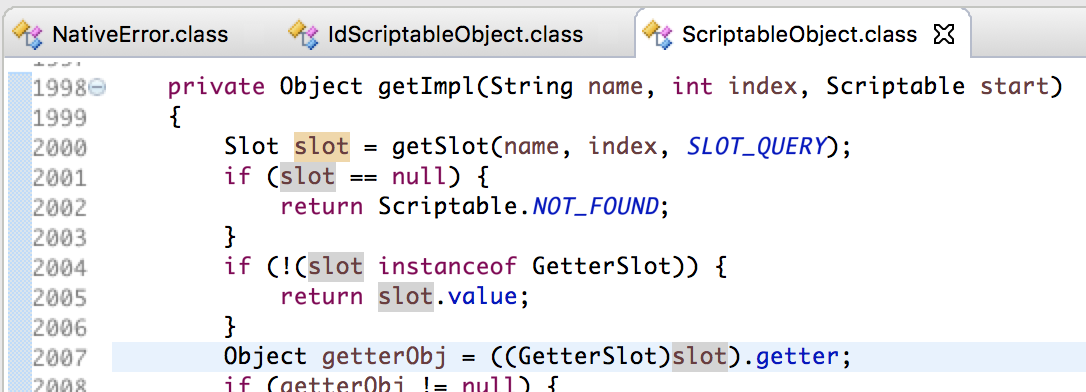 NativeError.class IdScriptableObject.class ScriptableObject.class
1998 private Object getImpl(String name, int index, Scriptable start)
1999 {
2000 Slot slot = getSlot(name, index, SLOT_QUERY);
2001 if (slot == null) {
2002 return Scriptable.NOT_FOUND;
2003 }
2004 if (!(slot instanceof GetterSlot)) {
2005 return slot.value;
2006 }
2007 Object getterObj = ((GetterSlot)slot).getter;
2008 if (getterObj != null) {